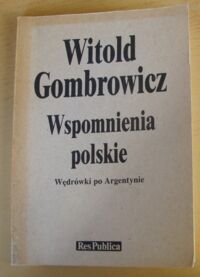 Witold
Gombrowicz
Wspomnienia
polskie
Wędrówki po Argentynie
Res Publica